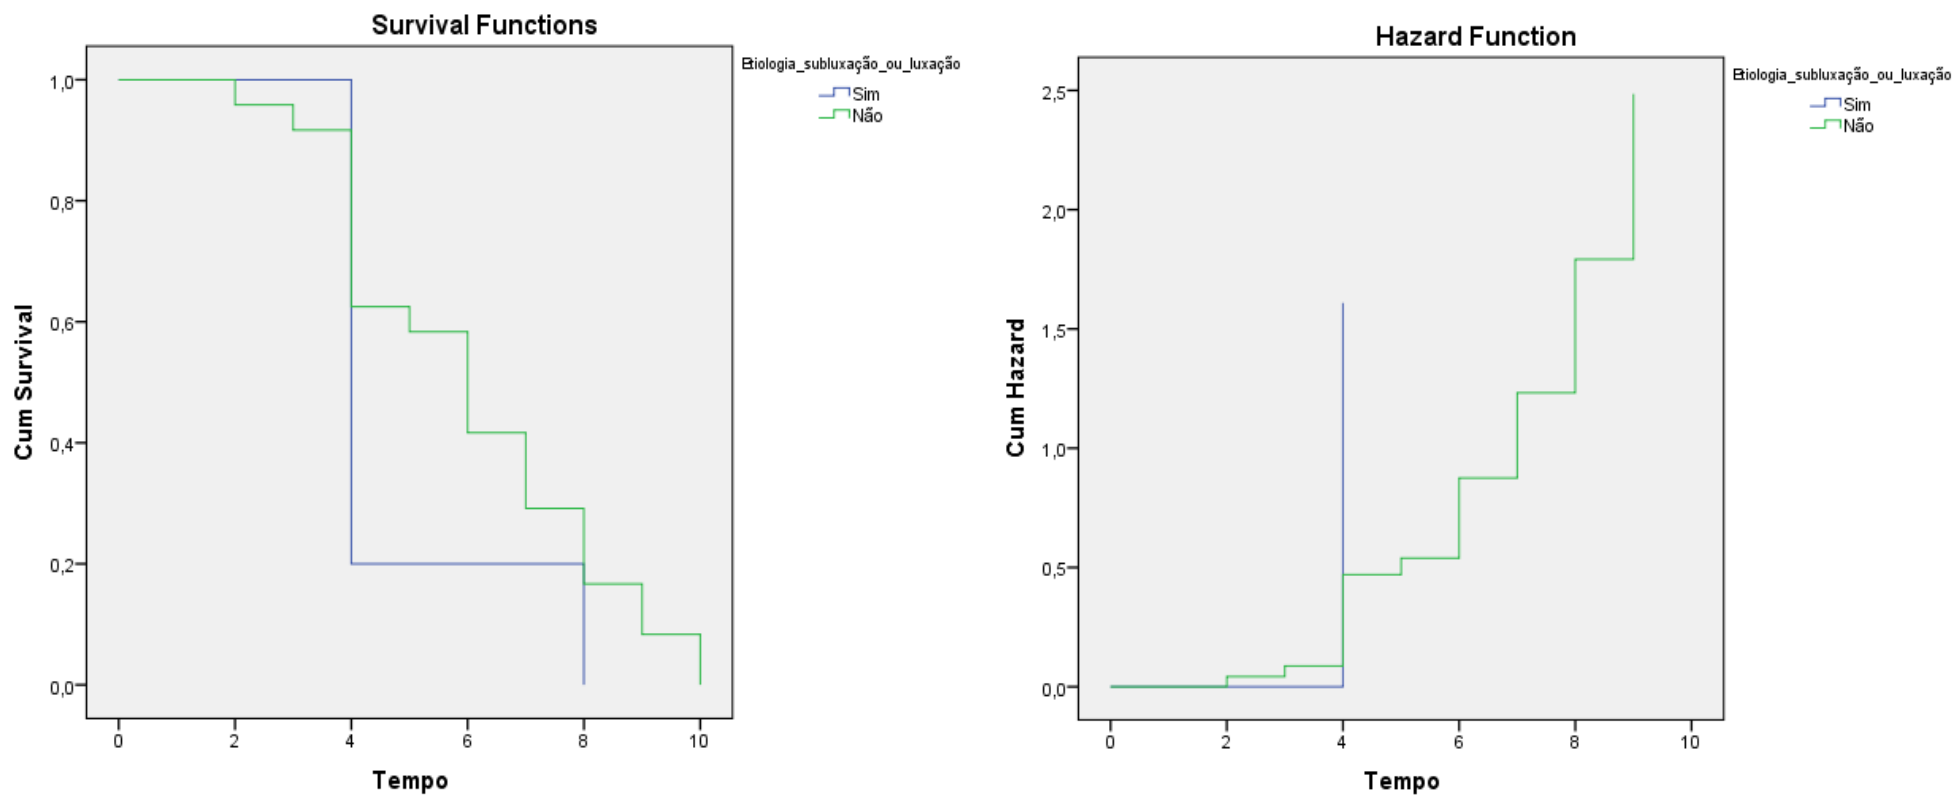 Survival Functions
Etiologia_subluxação_ou_luxação
Sim
Não
1,0
0,8
0,6
0,4
0,2
0,0
Cum Survival
0 2 4 6 8 10
Tempo
Hazard Function
Etiologia_subluxação_ou_luxação
Sim
Não
2,5
2,0
1,5
1,0
0,5
0,0
Cum Hazard
0 2 4 6 8 10
Tempo